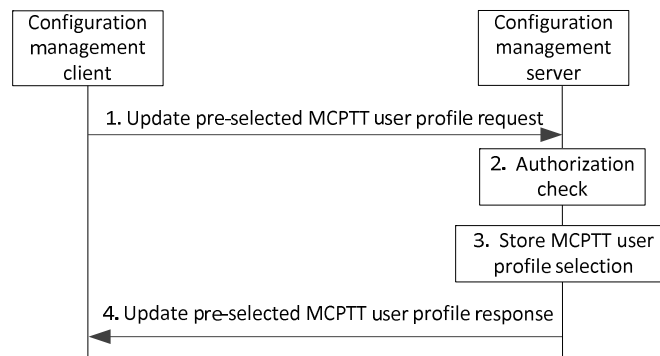 Configuration
management
client
Configuration
management
server
1. Update pre-selected MCPTT user profile request
2. Authorization
check
3. Store MCPTT user
profile selection
4. Update pre-selected MCPTT user profile response